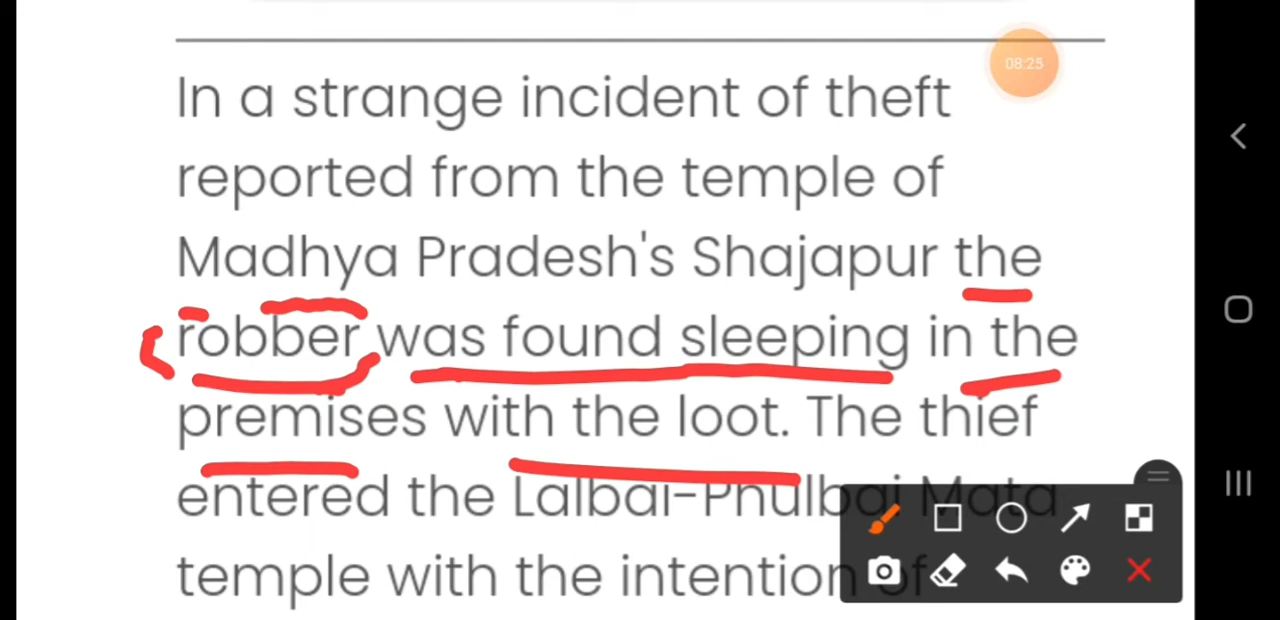 08:25
In a strange incident of theft
reported from the temple of
Madhya Pradesh's Shajapur the
robber was found sleeping in the
premises with the loot. The thief
entered the Lalbai-Phulbai Mata
temple with the intention of